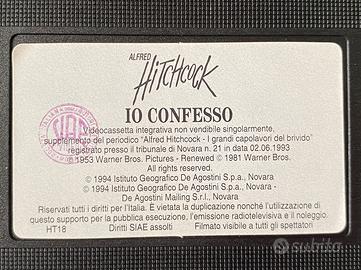 ALFRED
HiTCHCOCK
IO CONFESSO
Videocassetta integrativa non vendibile singolarmente,
supplemento del periodico "Alfred Hitchcock - I grandi capolavori del brivido"
registrato presso il tribunale di Novara n. 21 in data 02.06.1993
© 1953 Warner Bros. Pictures - Renewed © 1981 Warner Bros.
All rights reserved.
© 1994 Istituto Geografico De Agostini S.p.a., Novara
© 1994 Istituto Geografico De Agostini S.p.a., Novara -
De Agostini Mailing S.r.l., Novara
Riservati tutti i diritti per l'Italia. È vietata la duplicazione nonché l'utilizzazione di
questo supporto per la pubblica esecuzione, l'emissione radiotelevisiva e il noleggio.
HT18 Diritti SIAE assolti Filmato visibile a tutti gli spettatori
SIAE
subito